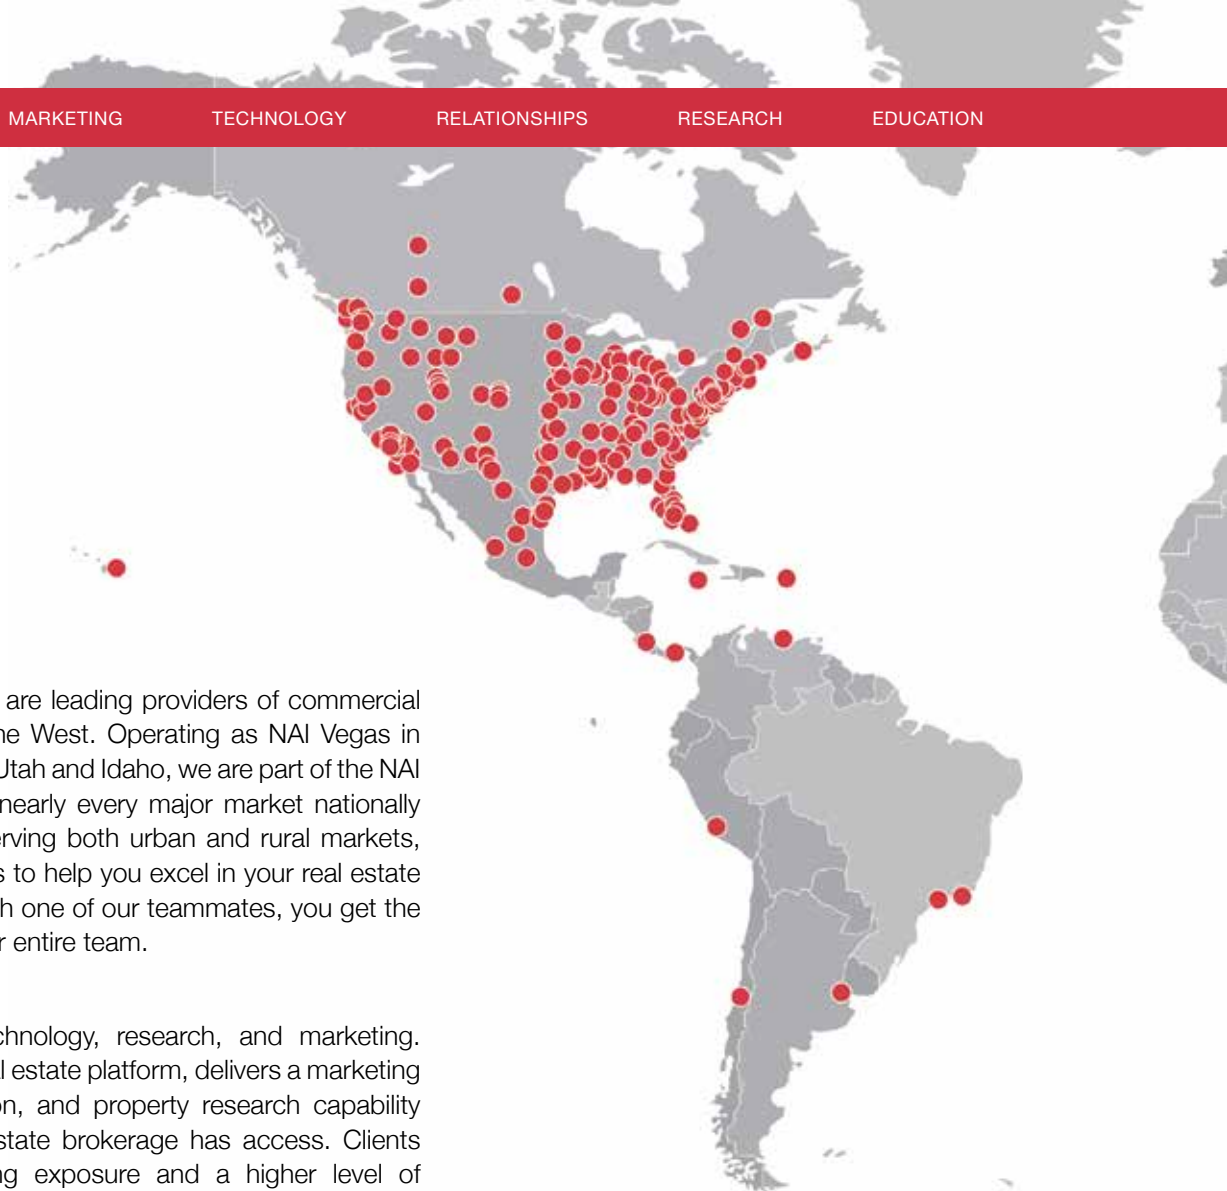 MARKETING TECHNOLOGY RELATIONSHIPS RESEARCH EDUCATION
are leading providers of commercial
he West. Operating as NAI Vegas in
Utah and Idaho, we are part of the NAI
nearly every major market nationally
erving both urban and rural markets,
s to help you excel in your real estate
h one of our teammates, you get the
r entire team.
chnology, research, and marketing.
l estate platform, delivers a marketing
on, and property research capability
state brokerage has access. Clients
ng exposure and a higher level of